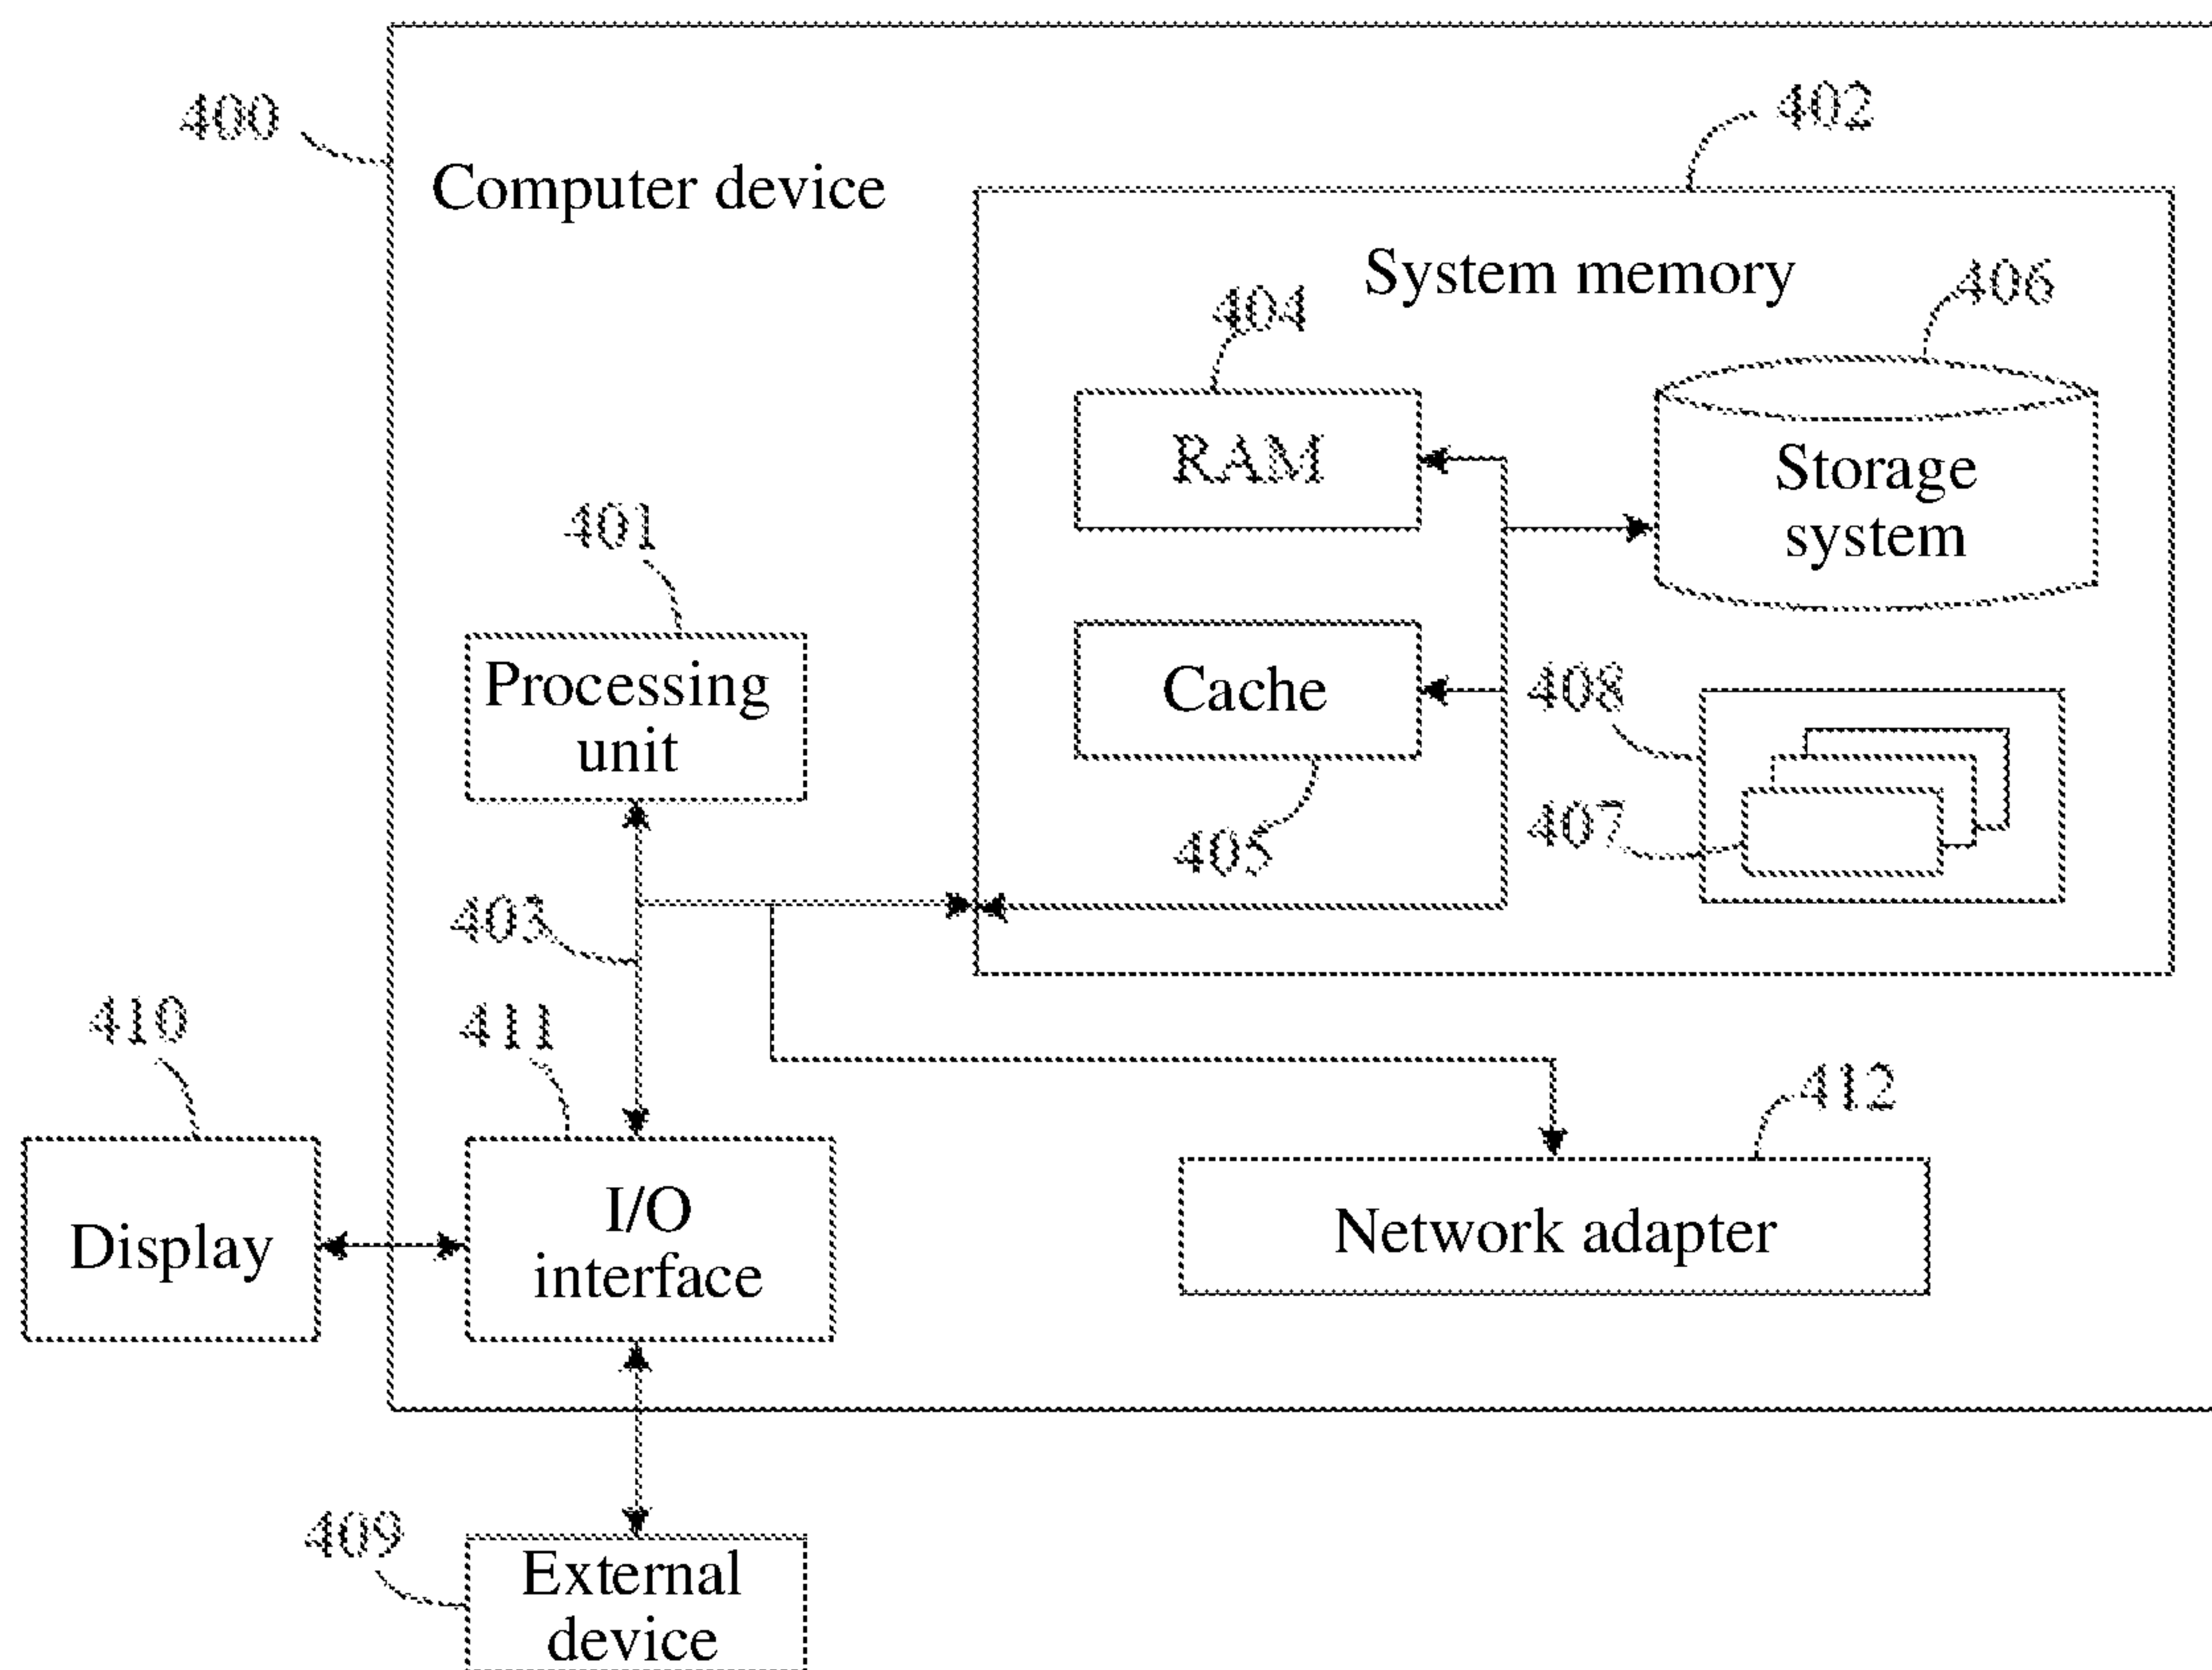 400
Computer device
402
System memory
404
406
RAM
Storage
system
401
Processing
unit
Cache
408
407
405
403
410
411
412
Display
I/O
interface
Network adapter
409
External
device